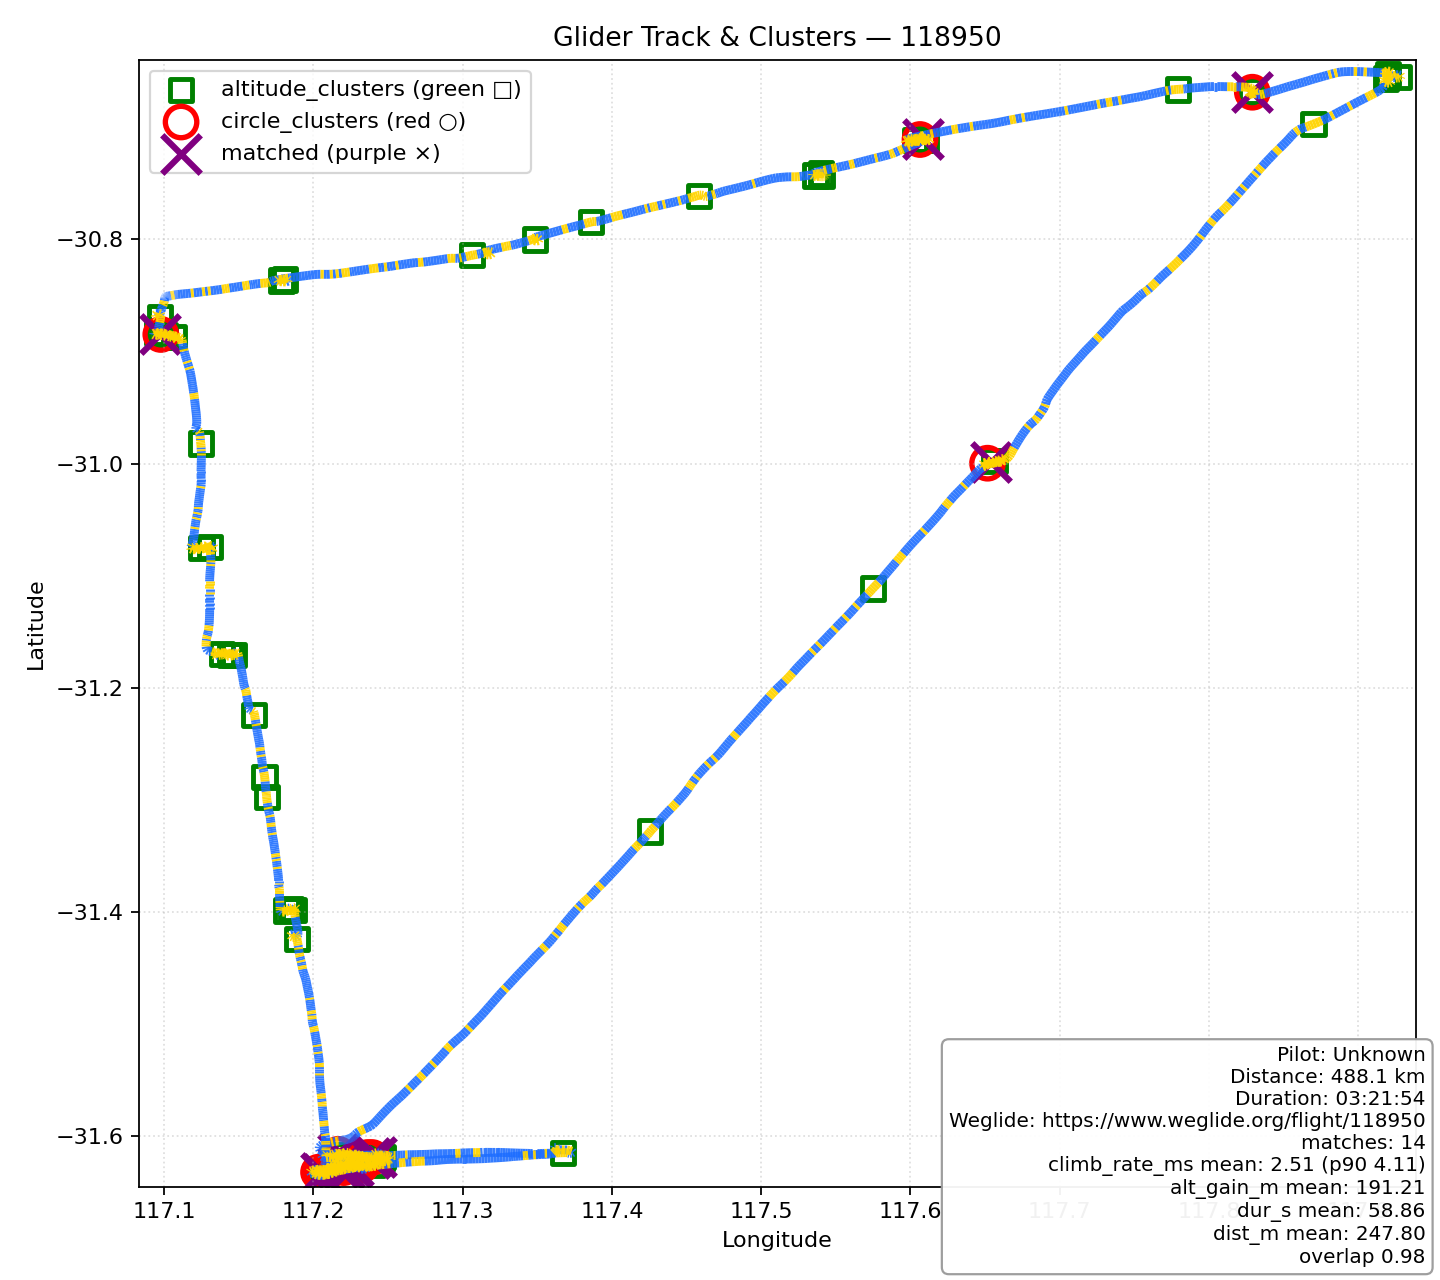 Glider Track & Clusters — 118950
altitude_clusters (green □)
circle_clusters (red ○)
matched (purple ×)
−30.8
−31.0
−31.2
−31.4
−31.6
Latitude
117.1
117.2
117.3
117.4
117.5
117.6
117.7
Longitude
Pilot: Unknown
Distance: 488.1 km
Duration: 03:21:54
Weglide: https://www.weglide.org/flight/118950
matches: 14
climb_rate_ms mean: 2.51 (p90 4.11)
alt_gain_m mean: 191.21
dur_s mean: 58.86
dist_m mean: 247.80
overlap 0.98